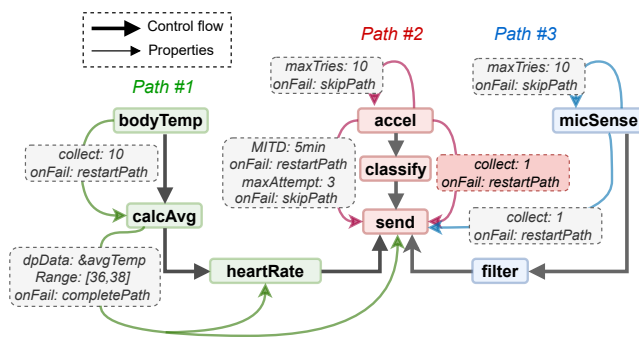 Control flow
Properties
Path #1
Path #2
Path #3
maxTries: 10
onFail: skipPath
maxTries: 10
onFail: skipPath
bodyTemp
accel
micSense
collect: 10
onFail: restartPath
MITD: 5min
onFail: restartPath
maxAttempt: 3
onFail: skipPath
classify
collect: 1
onFail: restartPath
calcAvg
send
collect: 1
onFail: restartPath
dpData: &avgTemp
Range: [36,38]
onFail: completePath
heartRate
filter